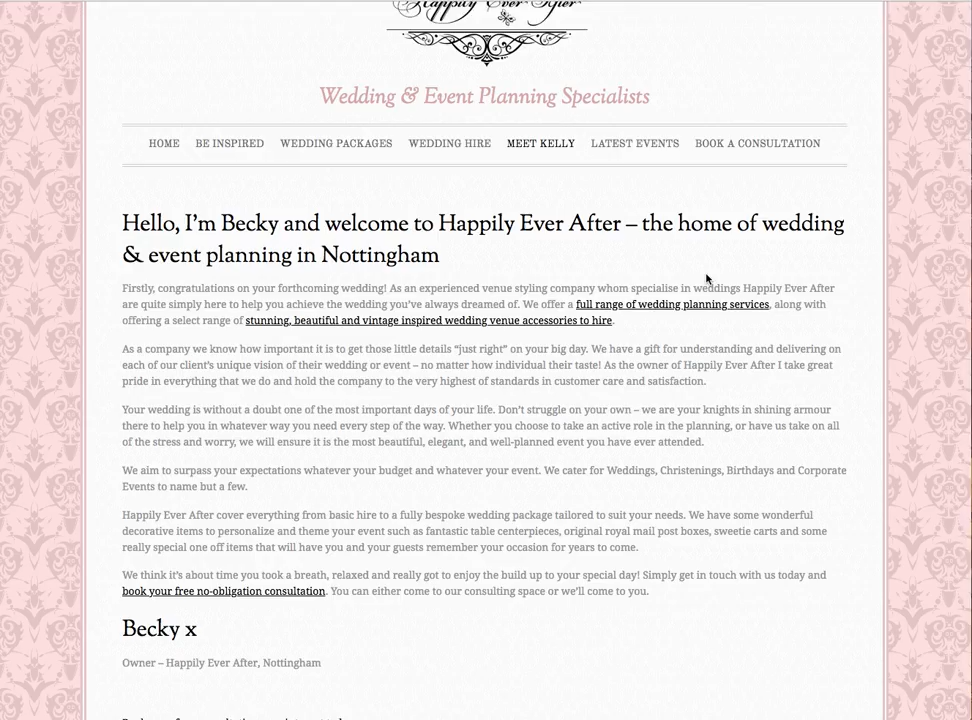 Happily Ever After
Wedding & Event Planning Specialists
HOME BE INSPIRED WEDDING PACKAGES WEDDING HIRE MEET KELLY LATEST EVENTS BOOK A CONSULTATION
Hello, I'm Becky and welcome to Happily Ever After – the home of wedding
& event planning in Nottingham
Firstly, congratulations on your forthcoming wedding! As an experienced venue styling company whom specialise in weddings Happily Ever After
are quite simply here to help you achieve the wedding you've always dreamed of. We offer a full range of wedding planning services, along with
offering a select range of stunning, beautiful and vintage inspired wedding venue accessories to hire.
As a company we know how important it is to get those little details “just right” on your big day. We have a gift for understanding and delivering on
each of our client's unique vision of their wedding or event – no matter how individual their taste! As the owner of Happily Ever After I take great
pride in everything that we do and hold the company to the very highest of standards in customer care and satisfaction.
Your wedding is without a doubt one of the most important days of your life. Don't struggle on your own – we are your knights in shining armour
there to help you in whatever way you need every step of the way. Whether you choose to take an active role in the planning, or have us take on all
of the stress and worry, we will ensure it is the most beautiful, elegant, and well-planned event you have ever attended.
We aim to surpass your expectations whatever your budget and whatever your event. We cater for Weddings, Christenings, Birthdays and Corporate
Events to name but a few.
Happily Ever After cover everything from basic hire to a fully bespoke wedding package tailored to suit your needs. We have some wonderful
decorative items to personalize and theme your event such as fantastic table centerpieces, original royal mail post boxes, sweetie carts and some
really special one off items that will have you and your guests remember your occasion for years to come.
We think it's about time you took a breath, relaxed and really got to enjoy the build up to your special day! Simply get in touch with us today and
book your free no-obligation consultation. You can either come to our consulting space or we'll come to you.
Becky x
Owner – Happily Ever After, Nottingham